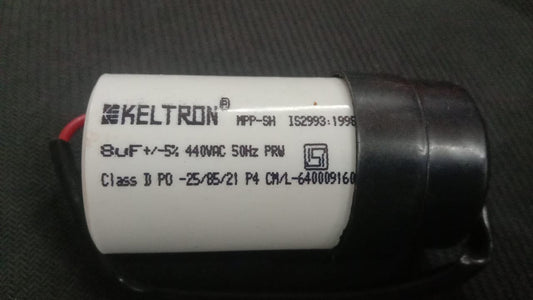 KELTRON® MPP-SH IS2993:1998
8uF+/-5% 440VAC 50Hz PRW
Class B PO -25/85/21 P4 CM/L-640009160